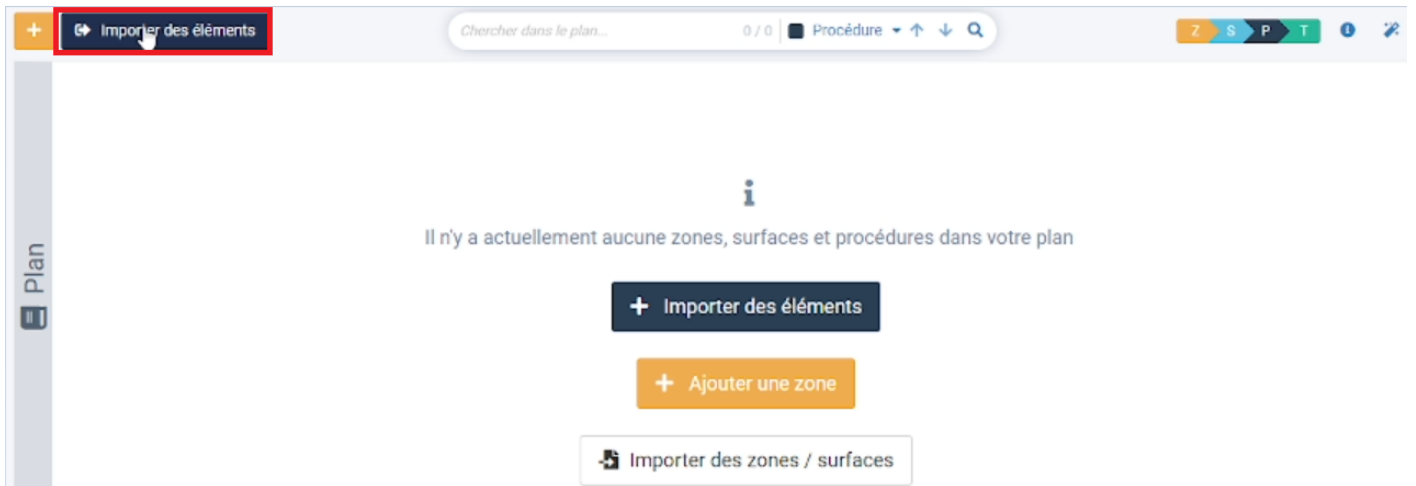 Importer des éléments
Chercher dans le plan...
0 / 0
Procédure
Z S P T
Plan
Il n'y a actuellement aucune zones, surfaces et procédures dans votre plan
+ Importer des éléments
+ Ajouter une zone
Importer des zones / surfaces